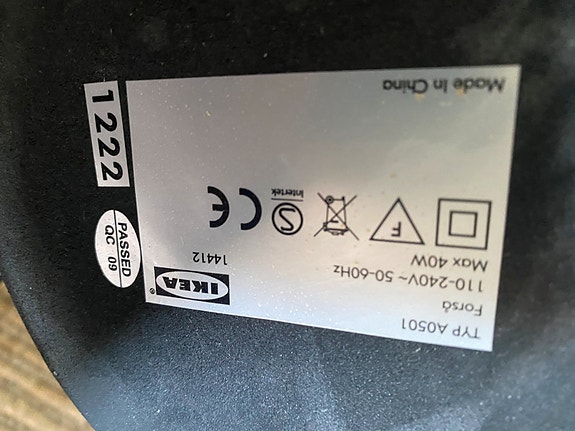 TYP A0501
Forså
110-240V~ 50-60Hz
Max 40W
F
S
Intertek
CE
IKEA®
14412
Made in China
1222
PASSED
QC 09